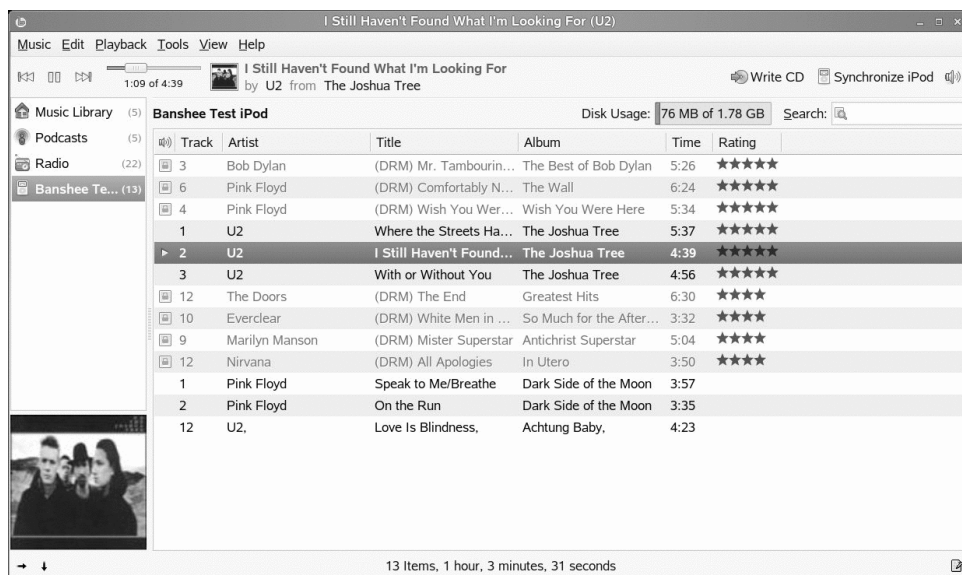 I Still Haven't Found What I'm Looking For (U2)
Music Edit Playback Tools View Help
1:09 of 4:39
I Still Haven't Found What I'm Looking For
by U2 from The Joshua Tree
Write CD Synchronize iPod
Music Library (5)
Podcasts (5)
Radio (22)
Banshee Te... (13)
Banshee Test iPod Disk Usage: 76 MB of 1.78 GB Search:
Track Artist Title Album Time Rating
3 Bob Dylan (DRM) Mr. Tambourin... The Best of Bob Dylan 5:26
6 Pink Floyd (DRM) Comfortably N... The Wall 6:24
4 Pink Floyd (DRM) Wish You Wer... Wish You Were Here 5:34
1 U2 Where the Streets Ha... The Joshua Tree 5:37
2 U2 I Still Haven't Found... The Joshua Tree 4:39
3 U2 With or Without You The Joshua Tree 4:56
12 The Doors (DRM) The End Greatest Hits 6:30
10 Everclear (DRM) White Men in ... So Much for the After... 3:32
9 Marilyn Manson (DRM) Mister Superstar Antichrist Superstar 5:04
12 Nirvana (DRM) All Apologies In Utero 3:50
1 Pink Floyd Speak to Me/Breathe Dark Side of the Moon 3:57
2 Pink Floyd On the Run Dark Side of the Moon 3:35
12 U2, Love Is Blindness, Achtung Baby, 4:23
13 Items, 1 hour, 3 minutes, 31 seconds